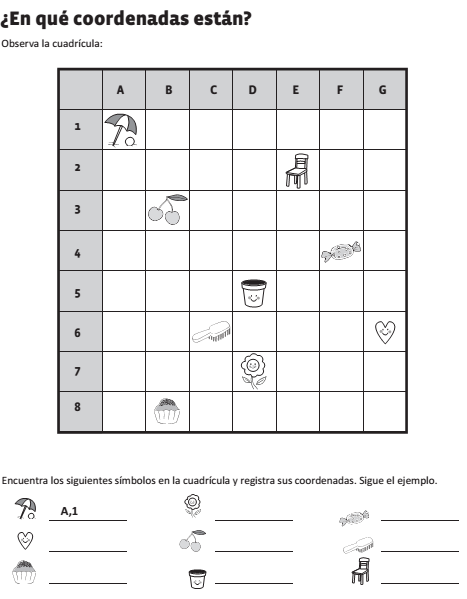 ¿En qué coordenadas están?
Observa la cuadrícula:
A B C D E F G
1
2
3
4
5
6
7
8
Encuentra los siguientes símbolos en la cuadrícula y registra sus coordenadas. Sigue el ejemplo.
A,1